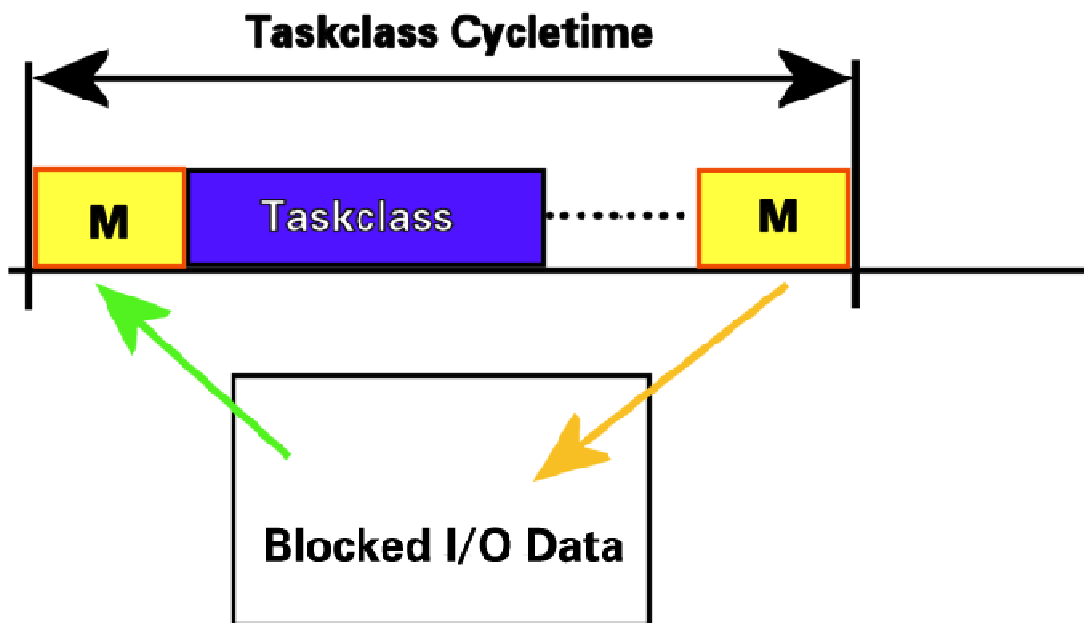 Taskclass Cycletime
M
Taskclass
M
Blocked I/O Data